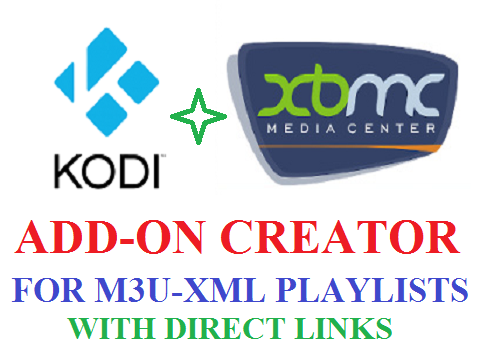 xbmc
MEDIA CENTER
KODI
ADD-ON CREATOR
FOR M3U-XML PLAYLISTS
WITH DIRECT LINKS